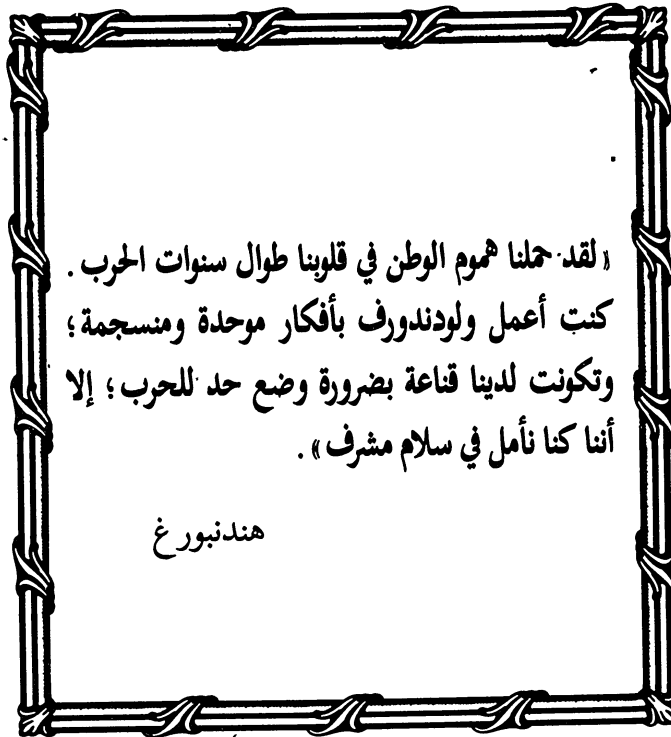 «لقد حملنا هموم الوطن في قلوبنا طوال سنوات الحرب .
كنت أعمل ولودندورف بأفكار موحدة ومنسجمة ؛
وتكونت لدينا قناعة بضرورة وضع حد للحرب ؛ إلا
أننا كنا نأمل في سلام مشرف» .
هندنبورغ